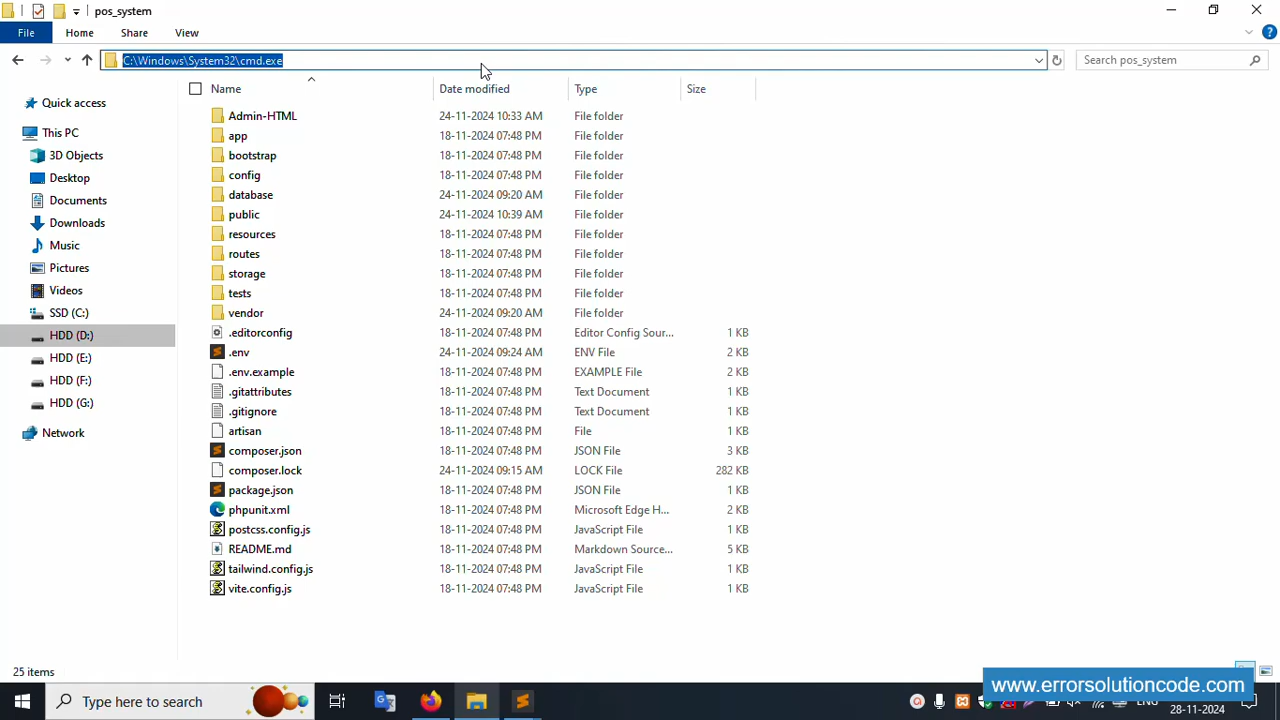 pos_system
File Home Share View
C:\Windows\System32\cmd.exe
Search pos_system
Name Date modified Type Size
Quick access
This PC
3D Objects
Desktop
Documents
Downloads
Music
Pictures
Videos
SSD (C:)
HDD (D:)
HDD (E:)
HDD (F:)
HDD (G:)
Network
Admin-HTML 24-11-2024 10:33 AM File folder
app 18-11-2024 07:48 PM File folder
bootstrap 18-11-2024 07:48 PM File folder
config 18-11-2024 07:48 PM File folder
database 24-11-2024 09:20 AM File folder
public 24-11-2024 10:39 AM File folder
resources 18-11-2024 07:48 PM File folder
routes 18-11-2024 07:48 PM File folder
storage 18-11-2024 07:48 PM File folder
tests 18-11-2024 07:48 PM File folder
vendor 24-11-2024 09:20 AM File folder
.editorconfig 18-11-2024 07:48 PM Editor Config Sour... 1 KB
.env 24-11-2024 09:24 AM ENV File 2 KB
.env.example 18-11-2024 07:48 PM EXAMPLE File 2 KB
.gitattributes 18-11-2024 07:48 PM Text Document 1 KB
.gitignore 18-11-2024 07:48 PM Text Document 1 KB
artisan 18-11-2024 07:48 PM File 1 KB
composer.json 18-11-2024 07:48 PM JSON File 3 KB
composer.lock 24-11-2024 09:15 AM LOCK File 282 KB
package.json 18-11-2024 07:48 PM JSON File 1 KB
phpunit.xml 18-11-2024 07:48 PM Microsoft Edge H... 2 KB
postcss.config.js 18-11-2024 07:48 PM JavaScript File 1 KB
README.md 18-11-2024 07:48 PM Markdown Source... 5 KB
tailwind.config.js 18-11-2024 07:48 PM JavaScript File 1 KB
vite.config.js 18-11-2024 07:48 PM JavaScript File 1 KB
25 items
www.errorsolutioncode.com
Type here to search
ENG
28-11-2024